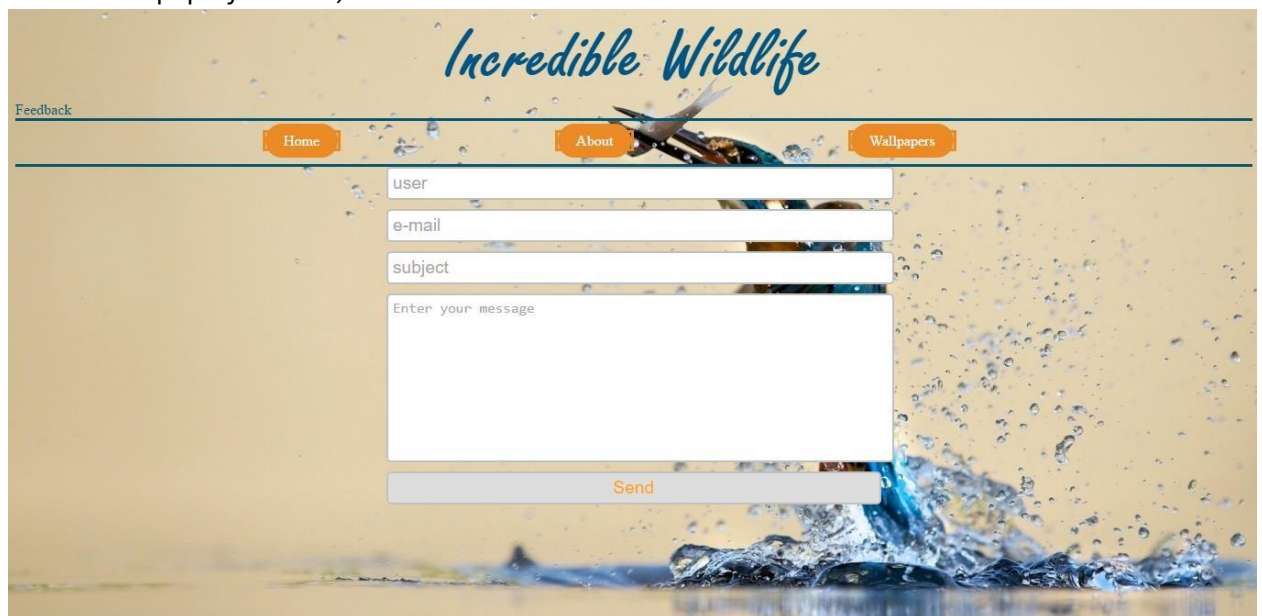 Incredible Wildlife
Feedback
Home About Wallpapers
user
e-mail
subject
Enter your message
Send